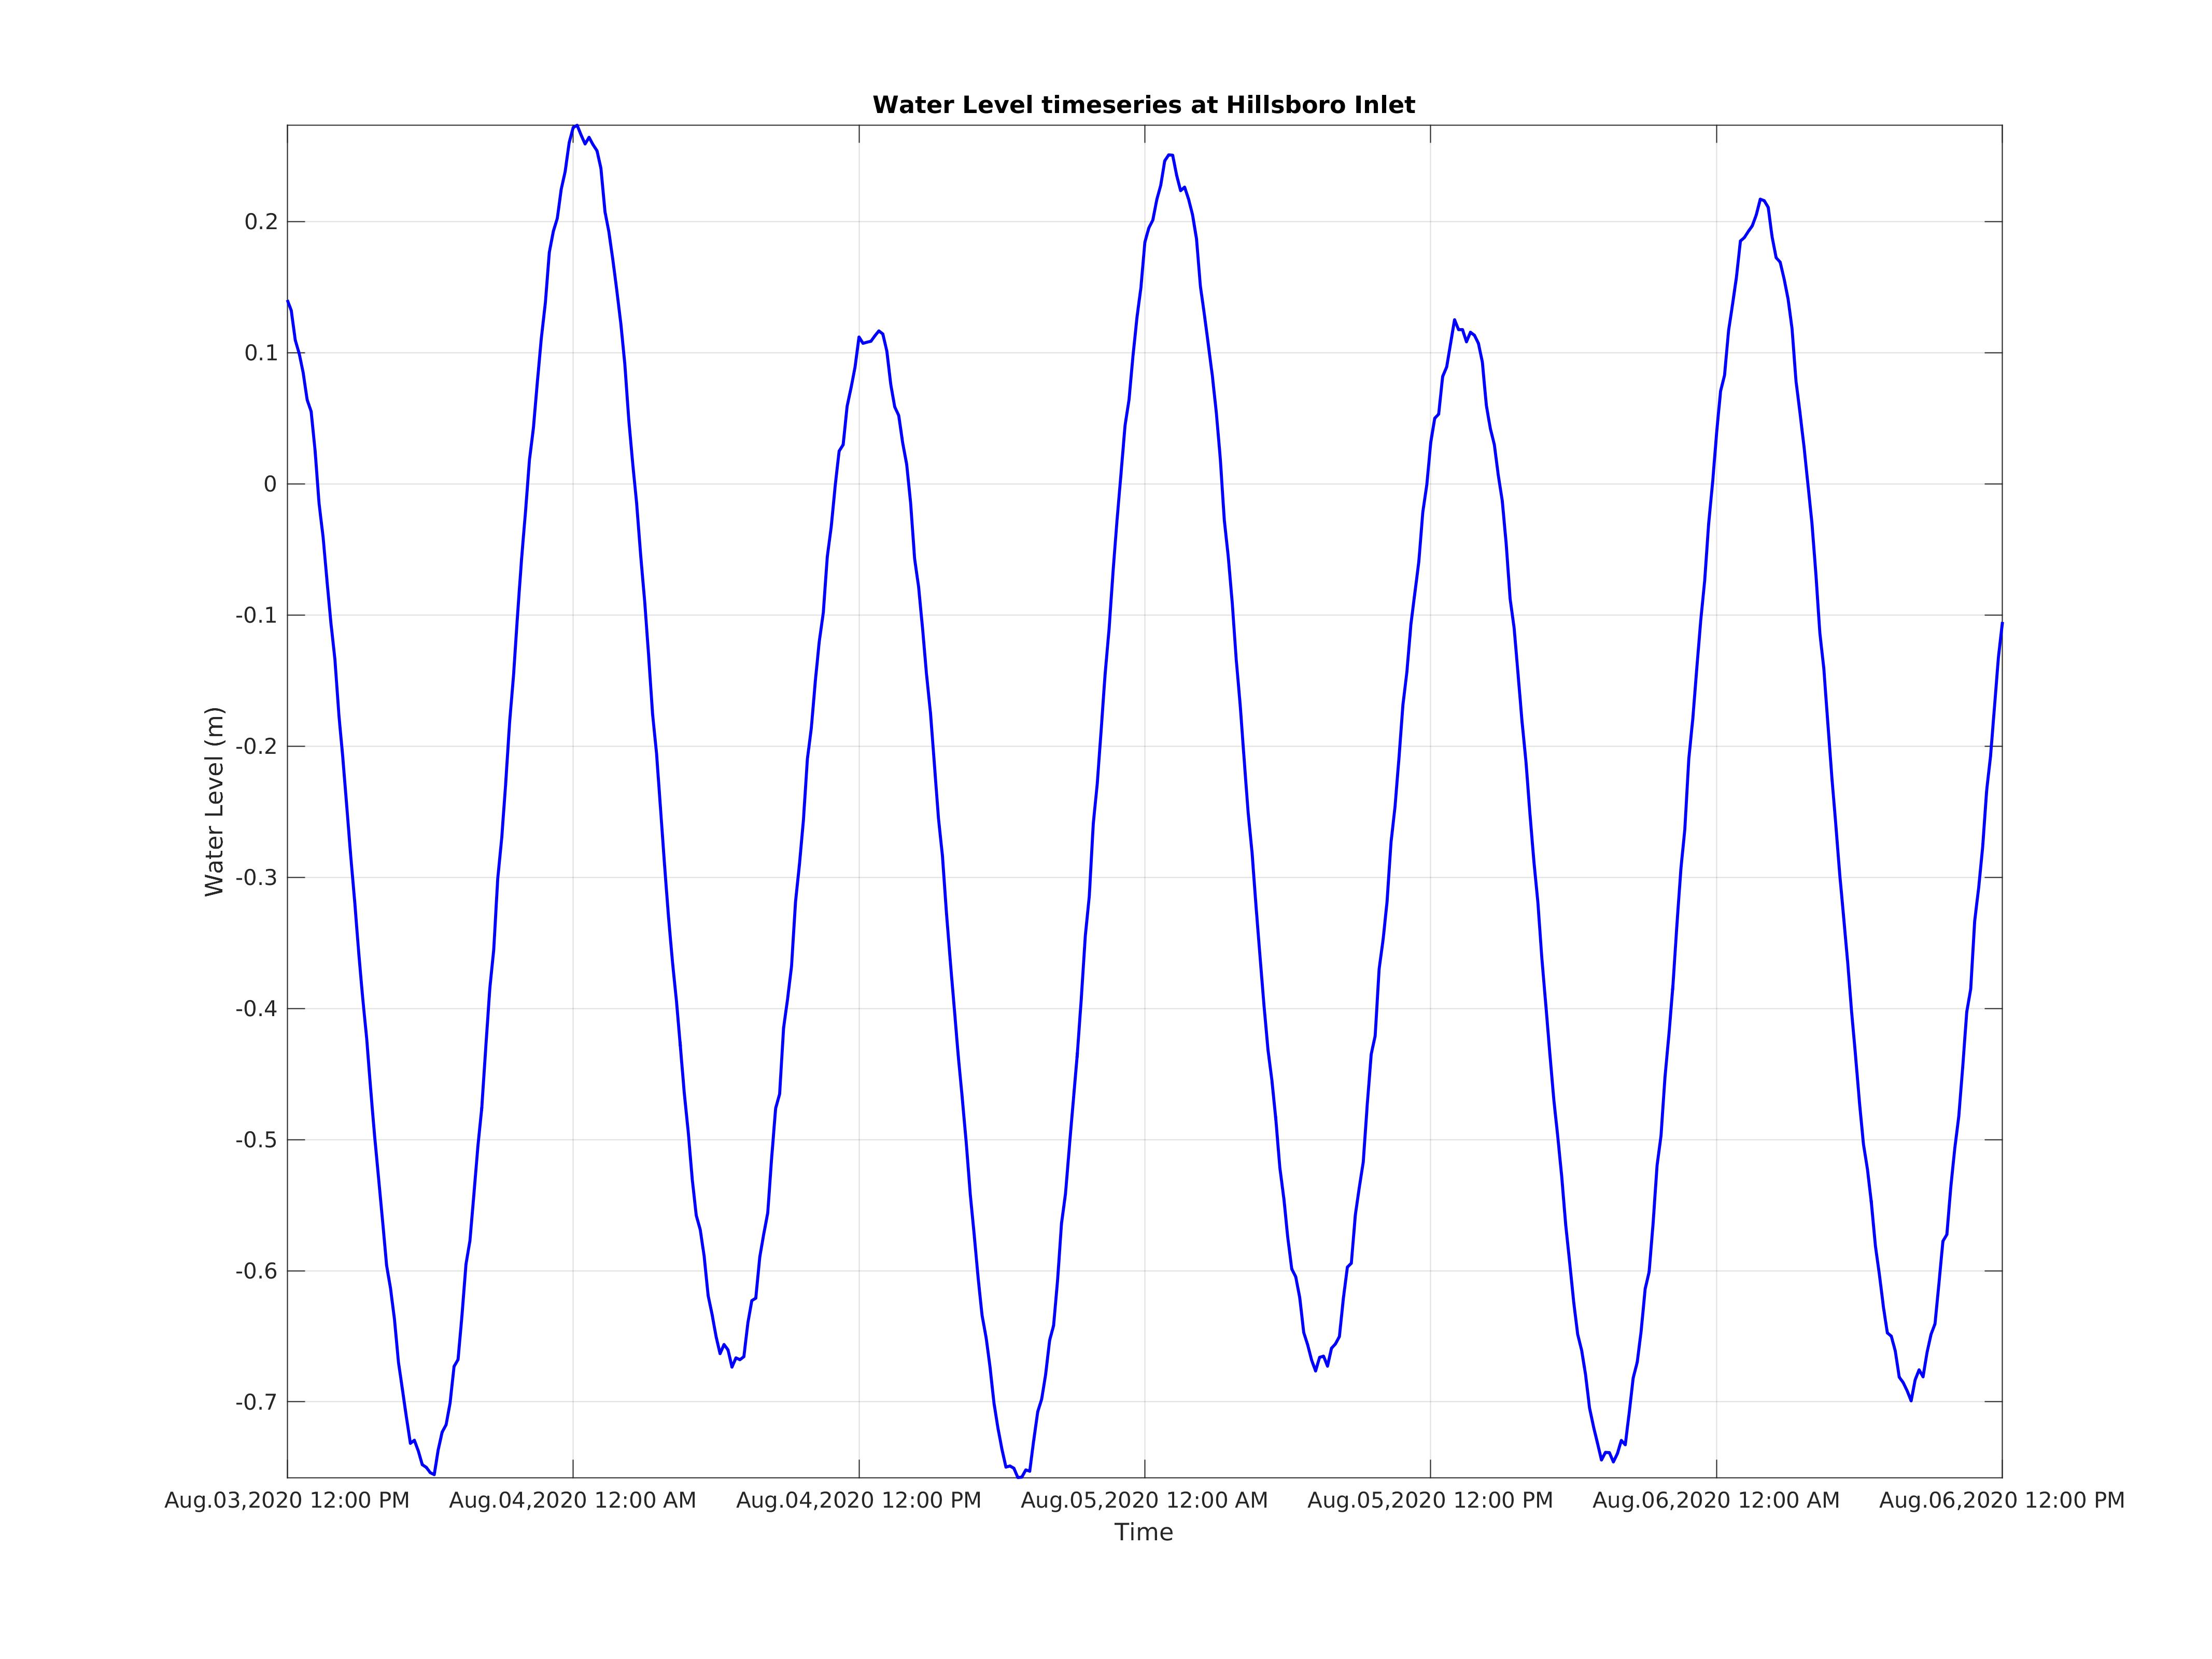 Water Level timeseries at Hillsboro Inlet
0.2
0.1
0
-0.1
-0.2
-0.3
-0.4
-0.5
-0.6
-0.7
Water Level (m)
Aug.03,2020 12:00 PM Aug.04,2020 12:00 AM Aug.04,2020 12:00 PM Aug.05,2020 12:00 AM Aug.05,2020 12:00 PM Aug.06,2020 12:00 AM Aug.06,2020 12:00 PM
Time